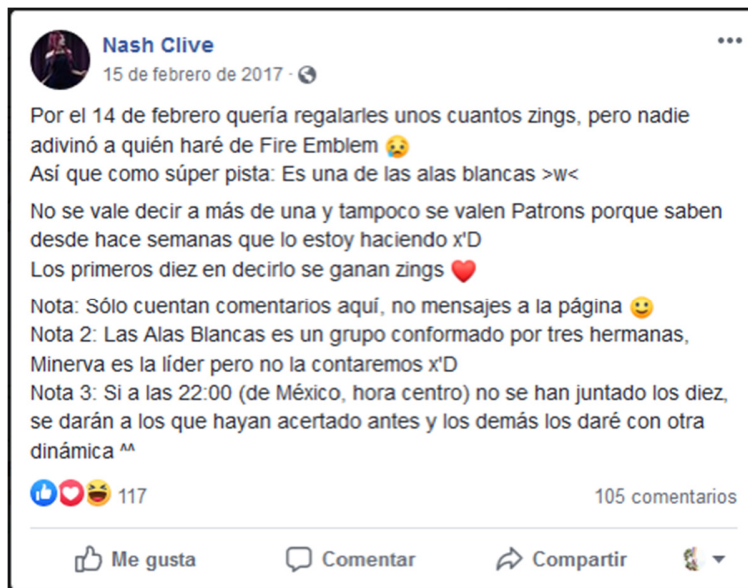 Nash Clive
15 de febrero de 2017 ·
Por el 14 de febrero quería regalarles unos cuantos zings, pero nadie
adivinó a quién haré de Fire Emblem 😢
Así que como súper pista: Es una de las alas blancas >w<
No se vale decir a más de una y tampoco se valen Patrons porque saben
desde hace semanas que lo estoy haciendo x'D
Los primeros diez en decirlo se ganan zings ♥
Nota: Sólo cuentan comentarios aquí, no mensajes a la página 🙂
Nota 2: Las Alas Blancas es un grupo conformado por tres hermanas,
Minerva es la líder pero no la contaremos x'D
Nota 3: Si a las 22:00 (de México, hora centro) no se han juntado los diez,
se darán a los que hayan acertado antes y los demás los daré con otra
dinámica ^^
117 105 comentarios
Me gusta Comentar Compartir